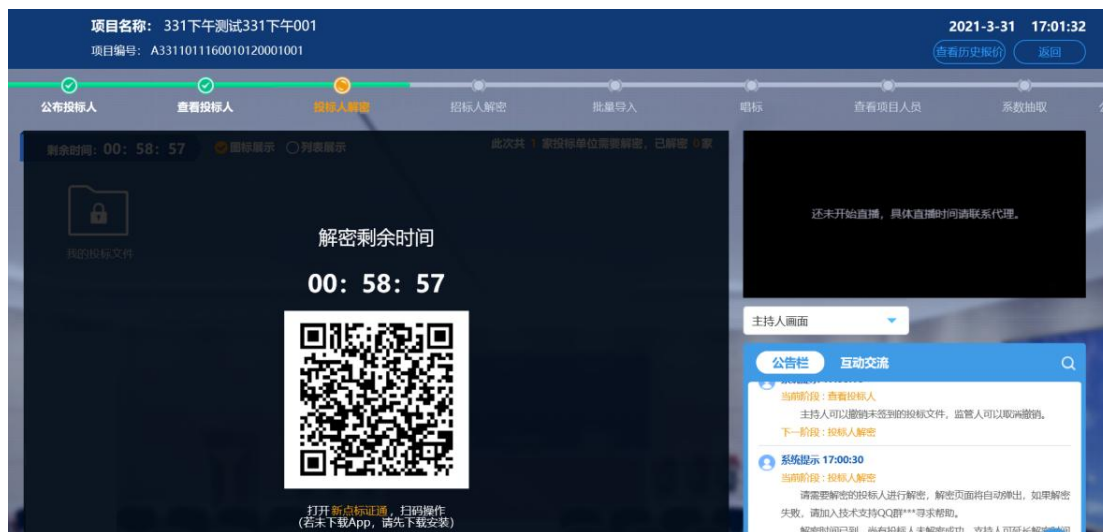 项目名称： 331下午测试331下午001
2021-3-31 17:01:32
项目编号： A3311011160010120001001
查看历史报价
返回
公布投标人
查看投标人
投标人解密
招标人解密
批量导入
唱标
查看项目人员
系数抽取
剩余时间：00：58：57
图标展示
列表展示
此次共 1 家投标单位需要解密，已解密 0家
我的投标文件
解密剩余时间
00：58：57
打开新点标证通，扫码操作
(若未下载App，请先下载安装)
还未开始直播，具体直播时间请联系代理。
主持人画面
公告栏
互动交流
当前阶段：查看投标人
主持人可以撤销未签到的投标文件，监管人可以取消撤销。
下一阶段：投标人解密
系统提示 17:00:30
当前阶段：投标人解密
请需要解密的投标人进行解密，解密页面将自动弹出，如果解密
失败，请加入技术支持QQ群***寻求帮助。